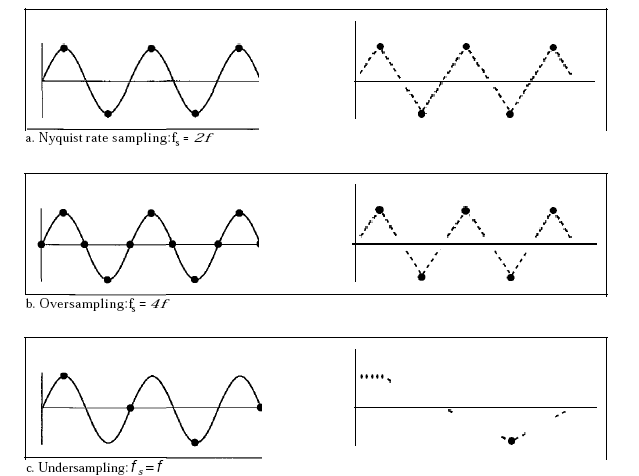 a. Nyquist rate sampling: fs = 2f
b. Oversampling: fs = 4f
c. Undersampling: fs = f